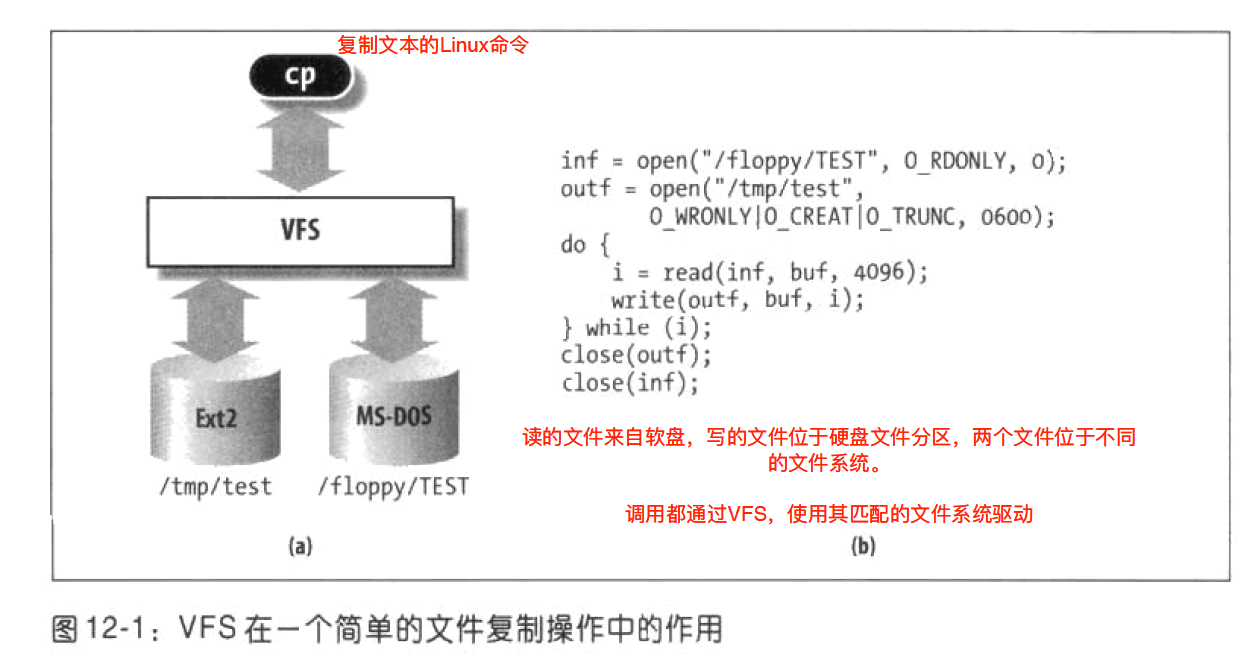 复制文本的Linux命令
cp
VFS
Ext2
MS-DOS
/tmp/test
/floppy/TEST
(a)
inf = open("/floppy/TEST", O_RDONLY, 0);
outf = open("/tmp/test",
O_WRONLY|O_CREAT|O_TRUNC, 0600);
do {
i = read(inf, buf, 4096);
write(outf, buf, i);
} while (i);
close(outf);
close(inf);
读的文件来自软盘，写的文件位于硬盘文件分区，两个文件位于不同
的文件系统。
调用都通过VFS，使用其匹配的文件系统驱动
(b)
图 12-1：VFS 在一个简单的文件复制操作中的作用